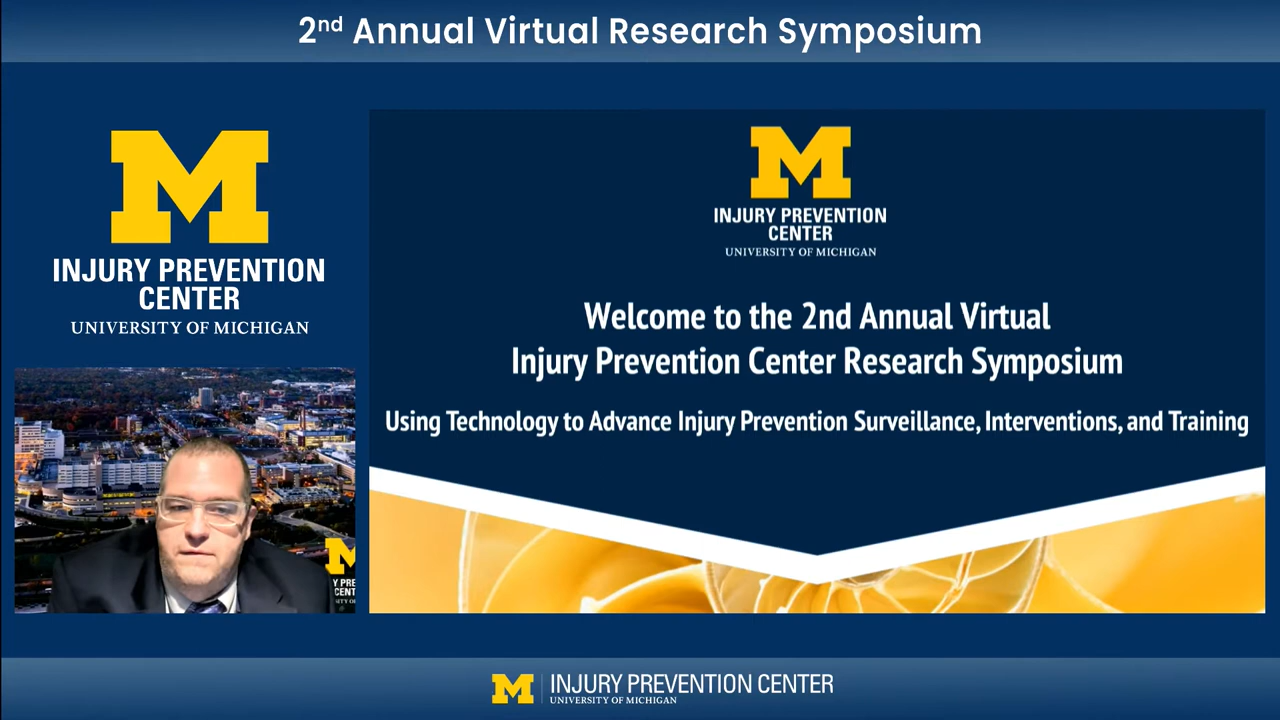 2nd Annual Virtual Research Symposium
M
INJURY PREVENTION
CENTER
UNIVERSITY OF MICHIGAN
M
INJURY PREVENTION
CENTER
UNIVERSITY OF MICHIGAN
Welcome to the 2nd Annual Virtual
Injury Prevention Center Research Symposium
Using Technology to Advance Injury Prevention Surveillance, Interventions, and Training
M
M INJURY PREVENTION CENTER
UNIVERSITY OF MICHIGAN